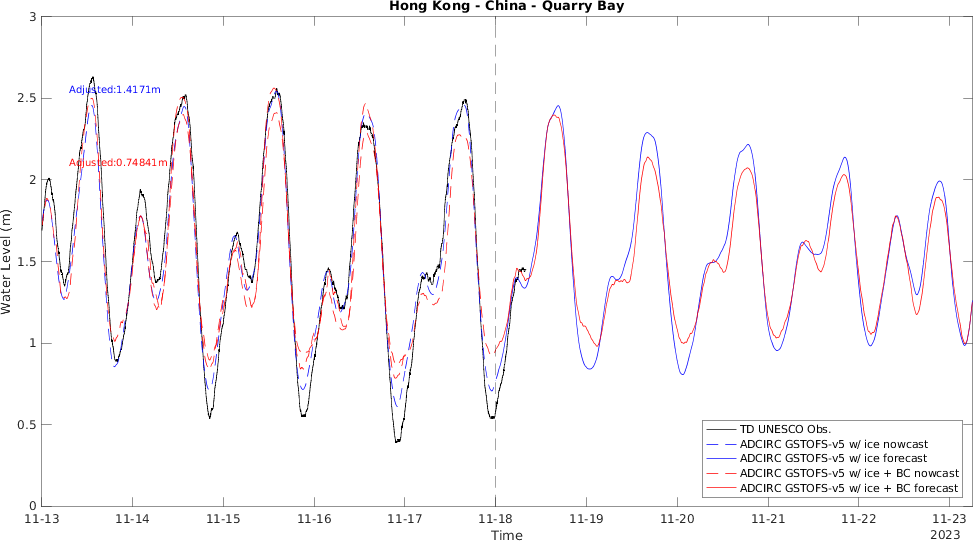 Hong Kong - China - Quarry Bay
3
2.5
2
1.5
1
0.5
0
Water Level (m)
Adjusted:1.4171m
Adjusted:0.74841m
TD UNESCO Obs.
ADCIRC GSTOFS-v5 w/ ice nowcast
ADCIRC GSTOFS-v5 w/ ice forecast
ADCIRC GSTOFS-v5 w/ ice + BC nowcast
ADCIRC GSTOFS-v5 w/ ice + BC forecast
11-13 11-14 11-15 11-16 11-17 11-18 11-19 11-20 11-21 11-22 11-23
Time
2023